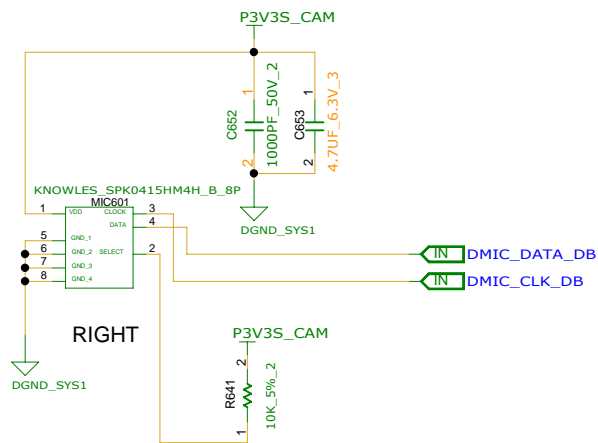 P3V3S_CAM
1
C652
2
1000PF_50V_2
1
C653
2
4.7UF_6.3V_3
DGND_SYS1
KNOWLES_SPK0415HM4H_B_8P
MIC601
1 VDD CLOCK 3
DATA 4
5 GND_1
6 GND_2 SELECT 2
7 GND_3
8 GND_4
IN DMIC_DATA_DB
IN DMIC_CLK_DB
RIGHT
DGND_SYS1
P3V3S_CAM
2
R641
1
10K_5%_2